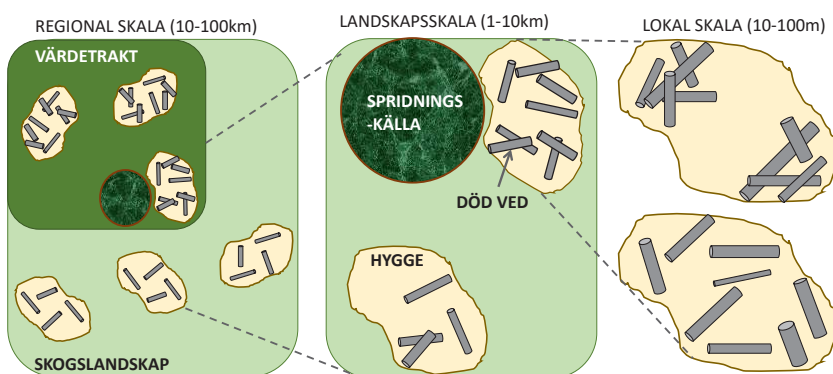 REGIONAL SKALA (10-100km)
LANDSKAPSSKALA (1-10km)
LOKAL SKALA (10-100m)
VÄRDETRAKT
SPRIDNINGS
-KÄLLA
DÖD VED
HYGGE
SKOGSLANDSKAP